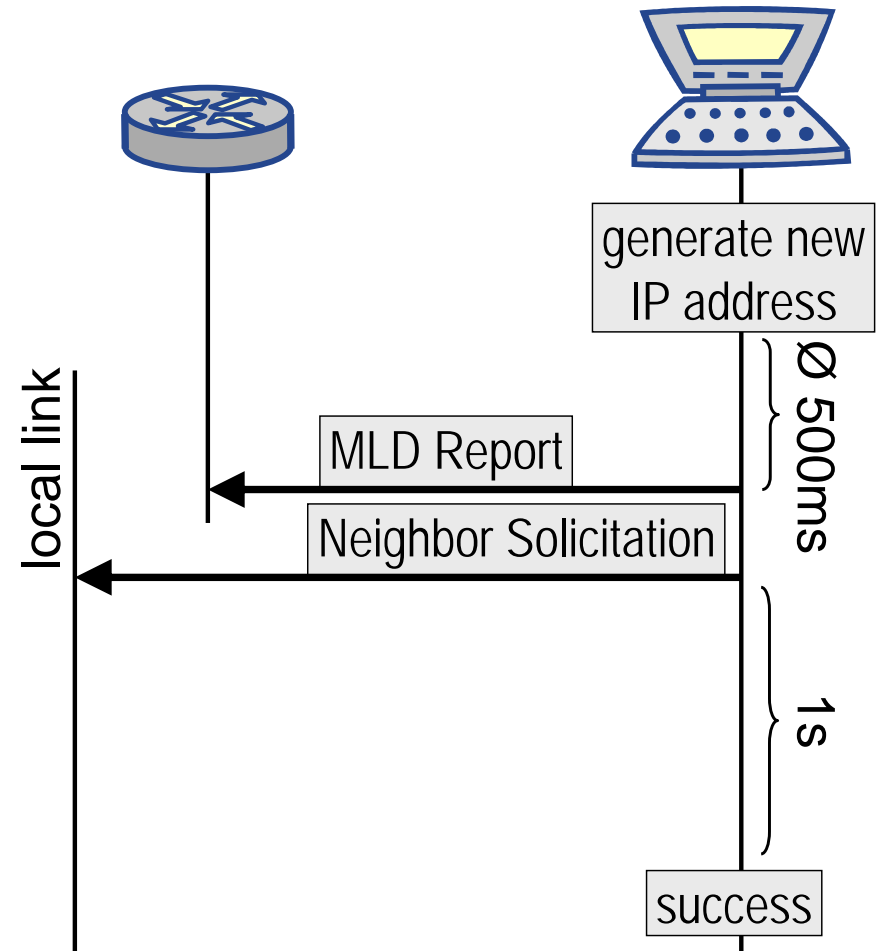 generate new
IP address
Ø 500ms
local link
MLD Report
Neighbor Solicitation
1s
success